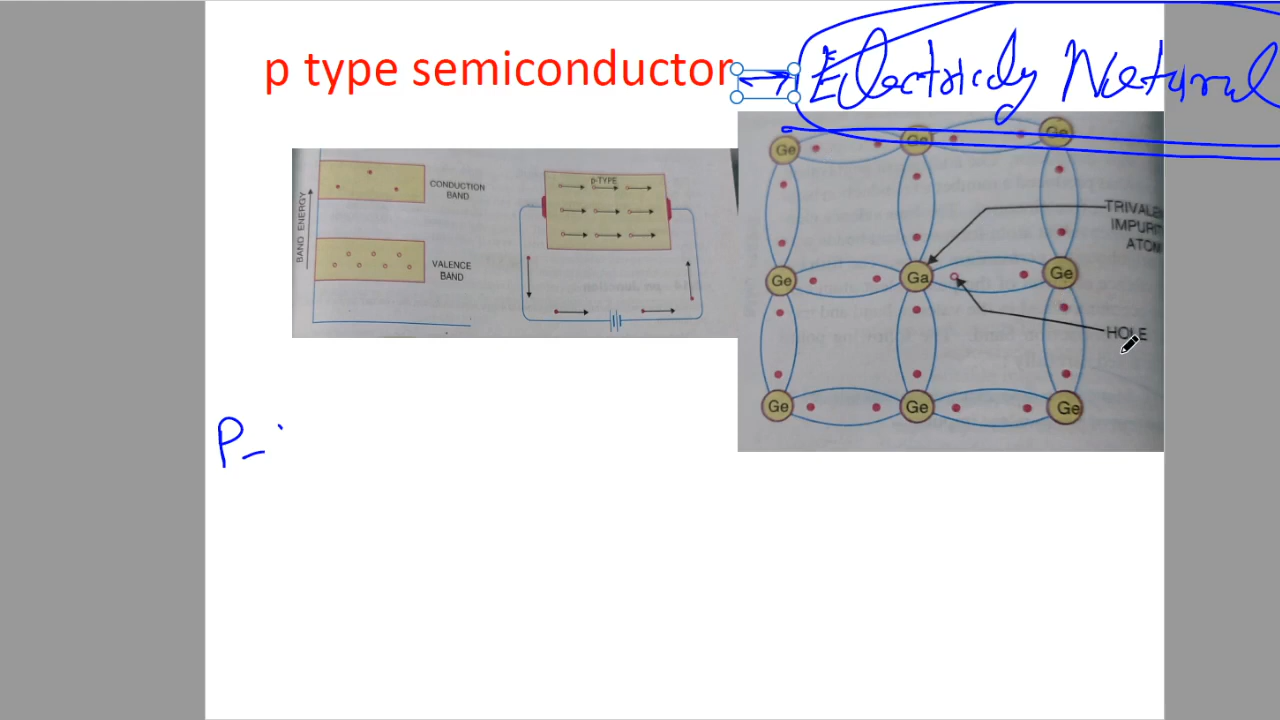 p type semiconductor
Electrically Netural
BAND ENERGY
CONDUCTION
BAND
VALENCE
BAND
p-TYPE
Ge Ge Ge
TRIVALE
IMPURI
ATOM
Ge Ga Ge
HOLE
Ge Ge Ge
P-